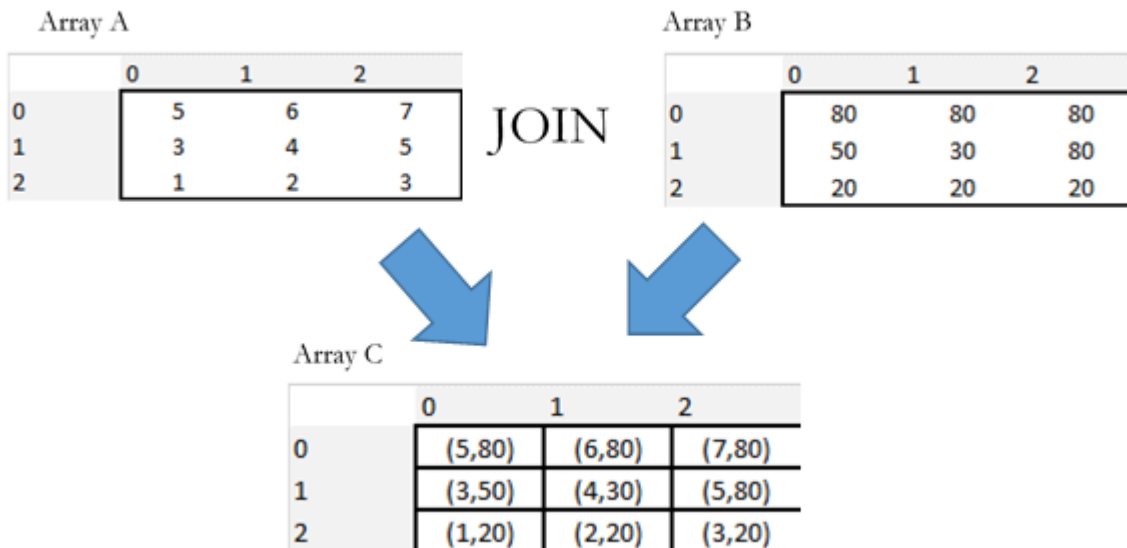 Array A Array B
0 1 2 0 1 2
0 5 6 7 JOIN 0 80 80 80
1 3 4 5 1 50 30 80
2 1 2 3 2 20 20 20
Array C
0 1 2
0 (5,80) (6,80) (7,80)
1 (3,50) (4,30) (5,80)
2 (1,20) (2,20) (3,20)